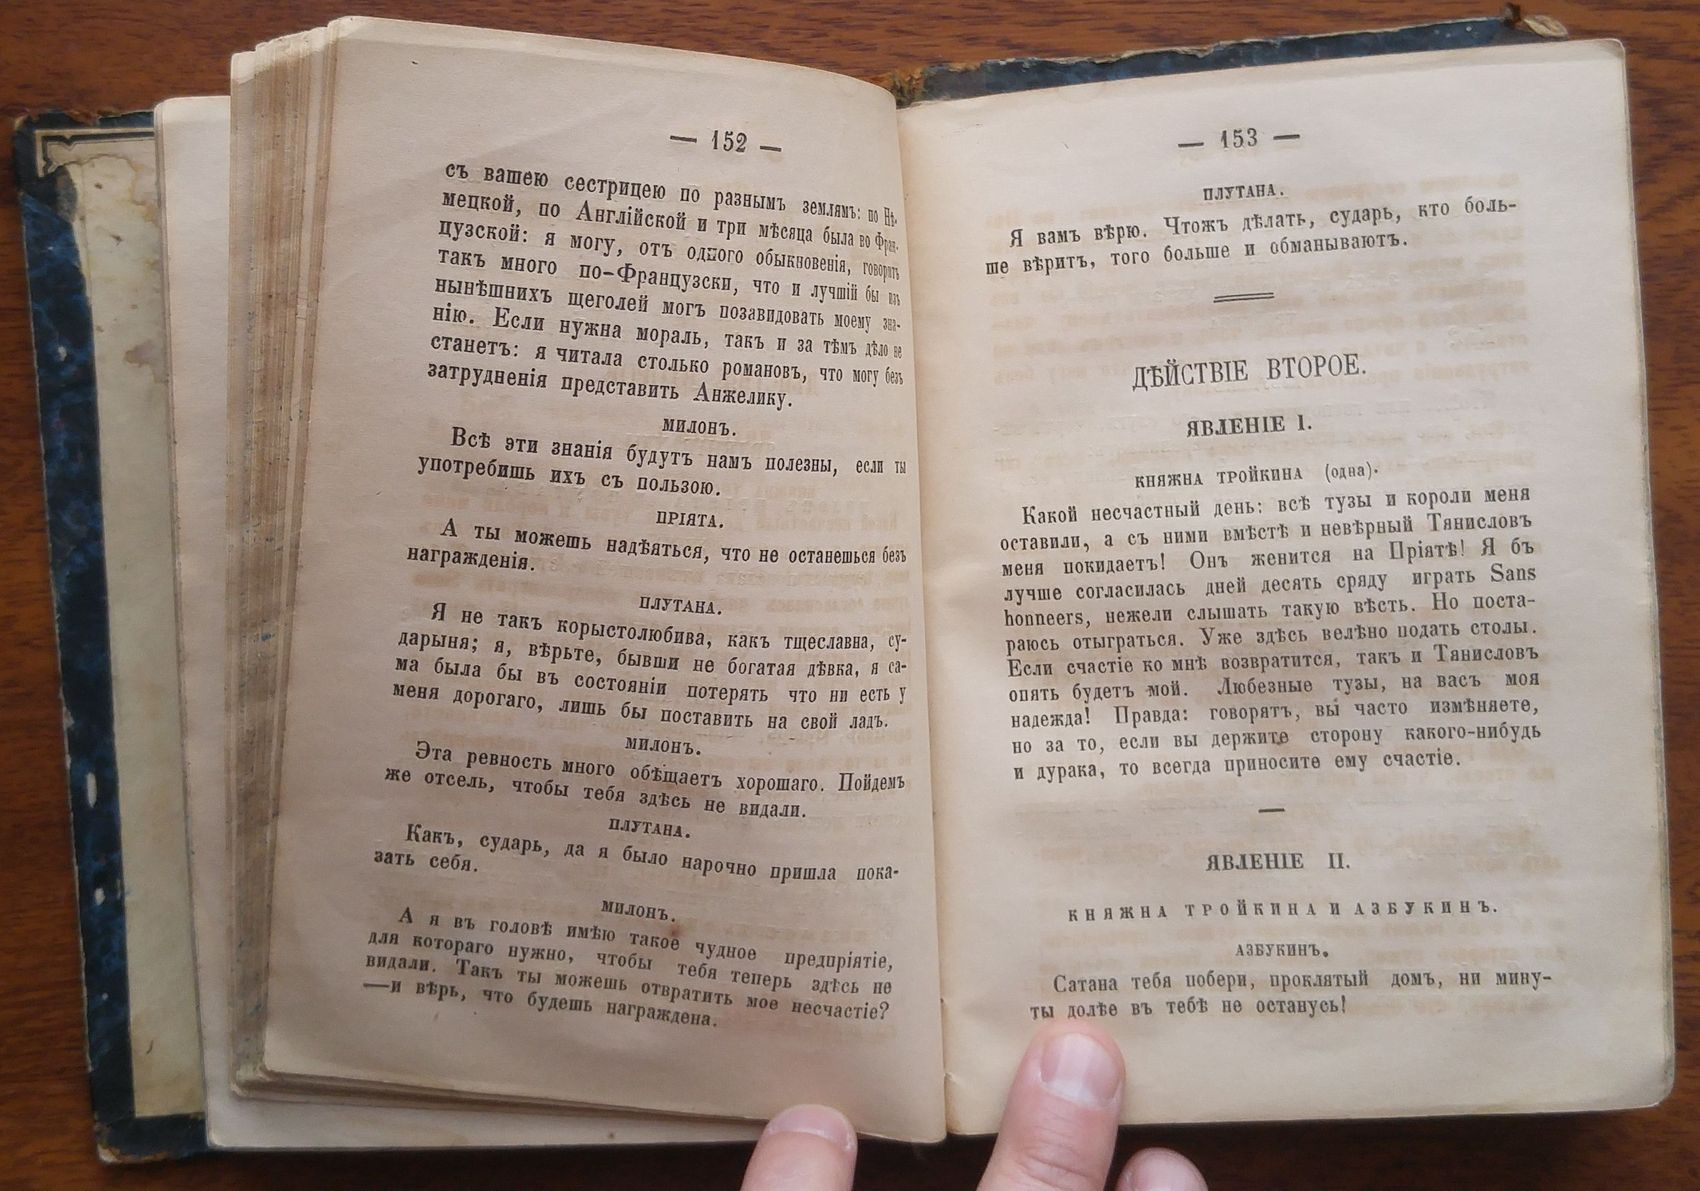 — 152 —
съ вашею сестрицею по разнымъ землямъ: по Нѣ-
мецкой, по Англійской и три мѣсяца была во Фран-
цузской: я могу, отъ одного обыкновенія, говорить
такъ много по-Французски, что и лучшій бы изъ
нынѣшнихъ щеголей могъ позавидовать моему зна-
нію. Если нужна мораль, такъ и за тѣмъ дѣло не
станетъ: я читала столько романовъ, что могу безъ
затрудненія представить Анжелику.
МИЛОНЪ.
Всѣ эти знанія будутъ намъ полезны, если ты
употребишь ихъ съ пользою.
ПРІЯТА.
А ты можешь надѣяться, что не останешься безъ
награжденія.
ПЛУТАНА.
Я не такъ корыстолюбива, какъ тщеславна, су-
дарыня; я, вѣрьте, бывши не богатая дѣвка, я са-
ма была бы въ состояніи потерять что ни есть у
меня дорогаго, лишь бы поставить на свой ладъ.
МИЛОНЪ.
Эта ревность много обѣщаетъ хорошаго. Пойдемъ
же отсель, чтобы тебя здѣсь не видали.
ПЛУТАНА.
Какъ, сударь, да я было нарочно пришла пока-
зать себя.
МИЛОНЪ.
А я въ головѣ имѣю такое чудное предпріятіе,
для котораго нужно, чтобы тебя теперь здѣсь не
видали. Такъ ты можешь отвратить мое несчастіе?
—и вѣрь, что будешь награждена.
— 153 —
ПЛУТАНА.
Я вамъ вѣрю. Чтожъ дѣлать, сударь, кто боль-
ше вѣритъ, того больше и обманываютъ.
ДѢЙСТВІЕ ВТОРОЕ.
ЯВЛЕНІЕ I.
КНЯЖНА ТРОЙКИНА (одна).
Какой несчастный день: всѣ тузы и короли меня
оставили, а съ ними вмѣстѣ и невѣрный Тянисловъ
меня покидаетъ! Онъ женится на Пріятѣ! Я бъ
лучше согласилась дней десять сряду играть Sans
honneers, нежели слышать такую вѣсть. Но поста-
раюсь отыграться. Уже здѣсь велѣно подать столы.
Если счастіе ко мнѣ возвратится, такъ и Тянисловъ
опять будетъ мой. Любезные тузы, на васъ моя
надежда! Правда: говорятъ, вы часто измѣняете,
но за то, если вы держите сторону какого-нибудь
и дурака, то всегда приносите ему счастіе.
—
ЯВЛЕНІЕ II.
КНЯЖНА ТРОЙКИНА И АЗБУКИНЪ.
АЗБУКИНЪ.
Сатана тебя побери, проклятый домъ, ни мину-
ты долѣе въ тебѣ не останусь!